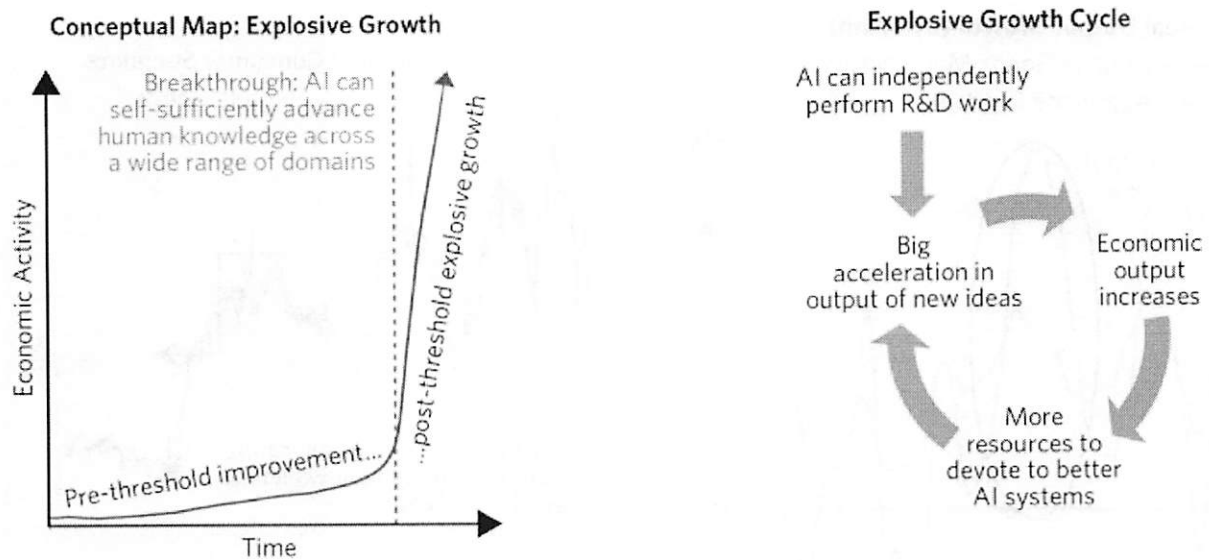 Conceptual Map: Explosive Growth
Breakthrough: AI can
self-sufficiently advance
human knowledge across
a wide range of domains
Economic Activity
Pre-threshold improvement...
...post-threshold explosive growth
Time
Explosive Growth Cycle
AI can independently
perform R&D work
Big
acceleration in
output of new ideas
Economic
output
increases
More
resources to
devote to better
AI systems